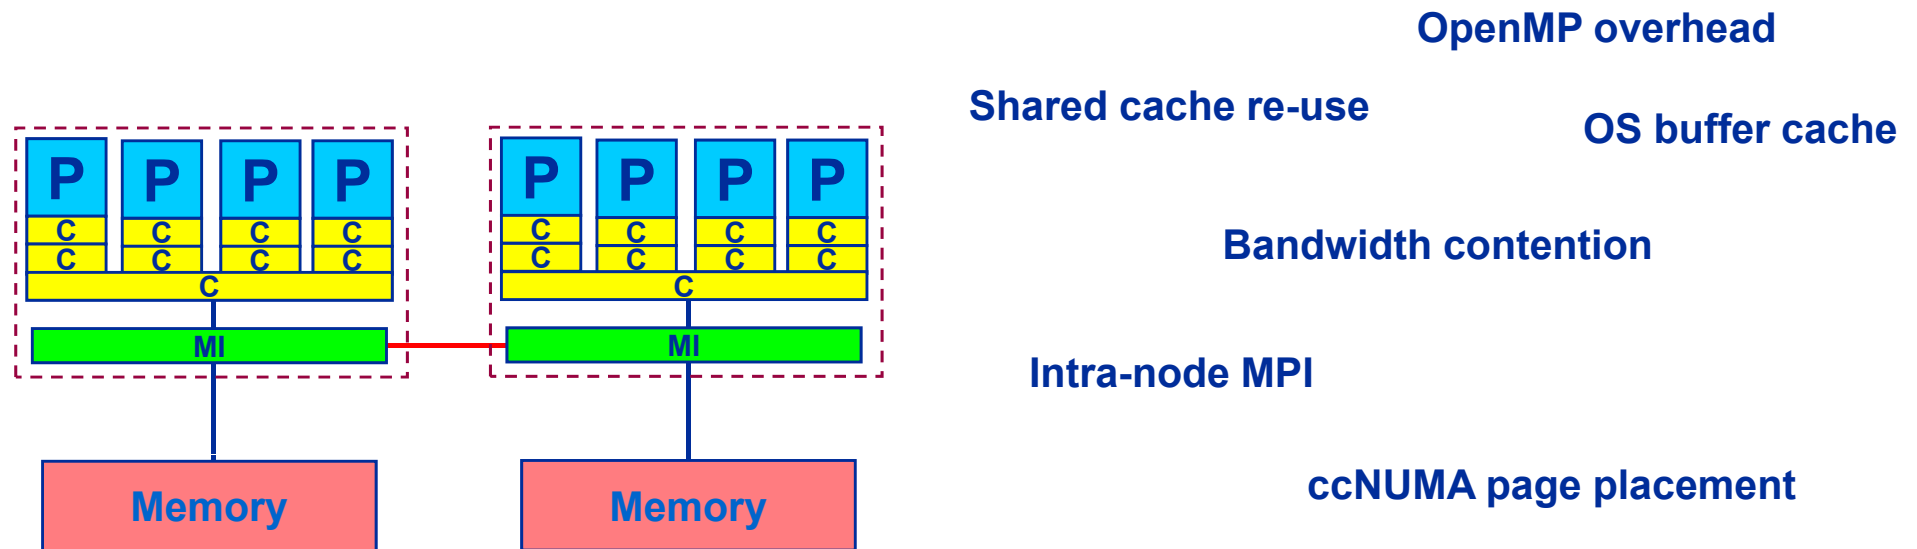 OpenMP overhead
Shared cache re-use
OS buffer cache
P P P P P P P P
C C C C C C C C
C C C C C C C C
C C
Bandwidth contention
MI MI
Intra-node MPI
Memory Memory
ccNUMA page placement